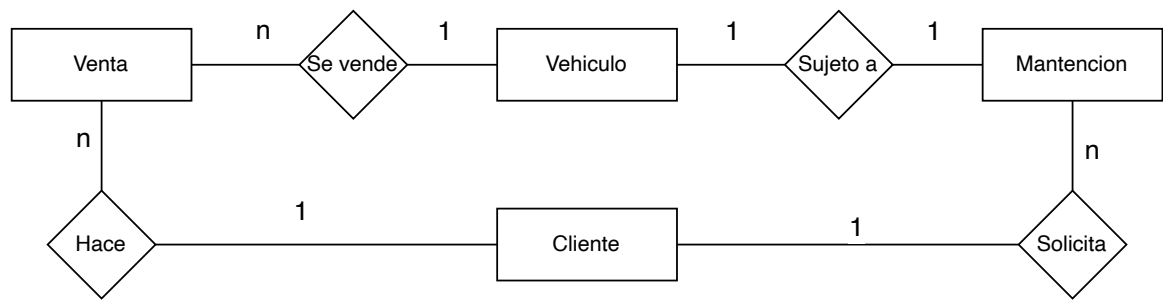 n 1 1 1
Venta Se vende Vehiculo Sujeto a Mantencion
n n
1 1
Hace Cliente Solicita